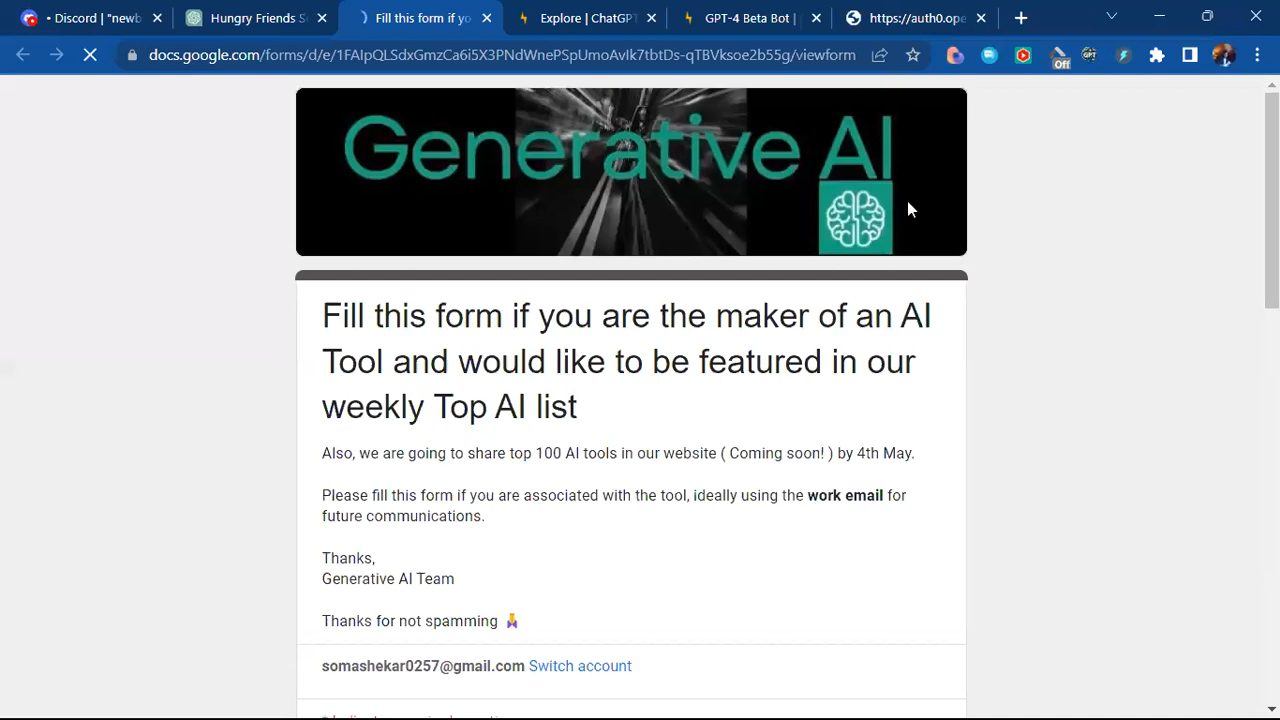 • Discord | "newb
Hungry Friends S
Fill this form if yo
Explore | ChatGP
GPT-4 Beta Bot |
https://auth0.ope
docs.google.com/forms/d/e/1FAIpQLSdxGmzCa6i5X3PNdWnePSpUmoAvIk7tbtDs-qTBVksoe2b55g/viewform
Off
GPT
Generative AI
Fill this form if you are the maker of an AI
Tool and would like to be featured in our
weekly Top AI list
Also, we are going to share top 100 AI tools in our website ( Coming soon! ) by 4th May.
Please fill this form if you are associated with the tool, ideally using the work email for
future communications.
Thanks,
Generative AI Team
Thanks for not spamming 🙏
somashekar0257@gmail.com Switch account